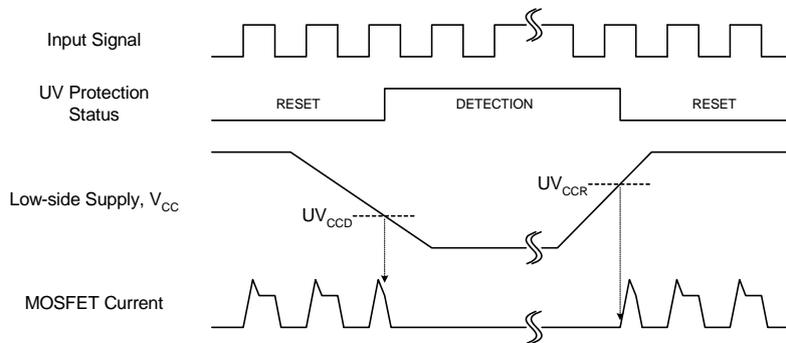 Input Signal
UV Protection
Status
RESET
DETECTION
RESET
Low-side Supply, VCC
UVCCD
UVCCR
MOSFET Current